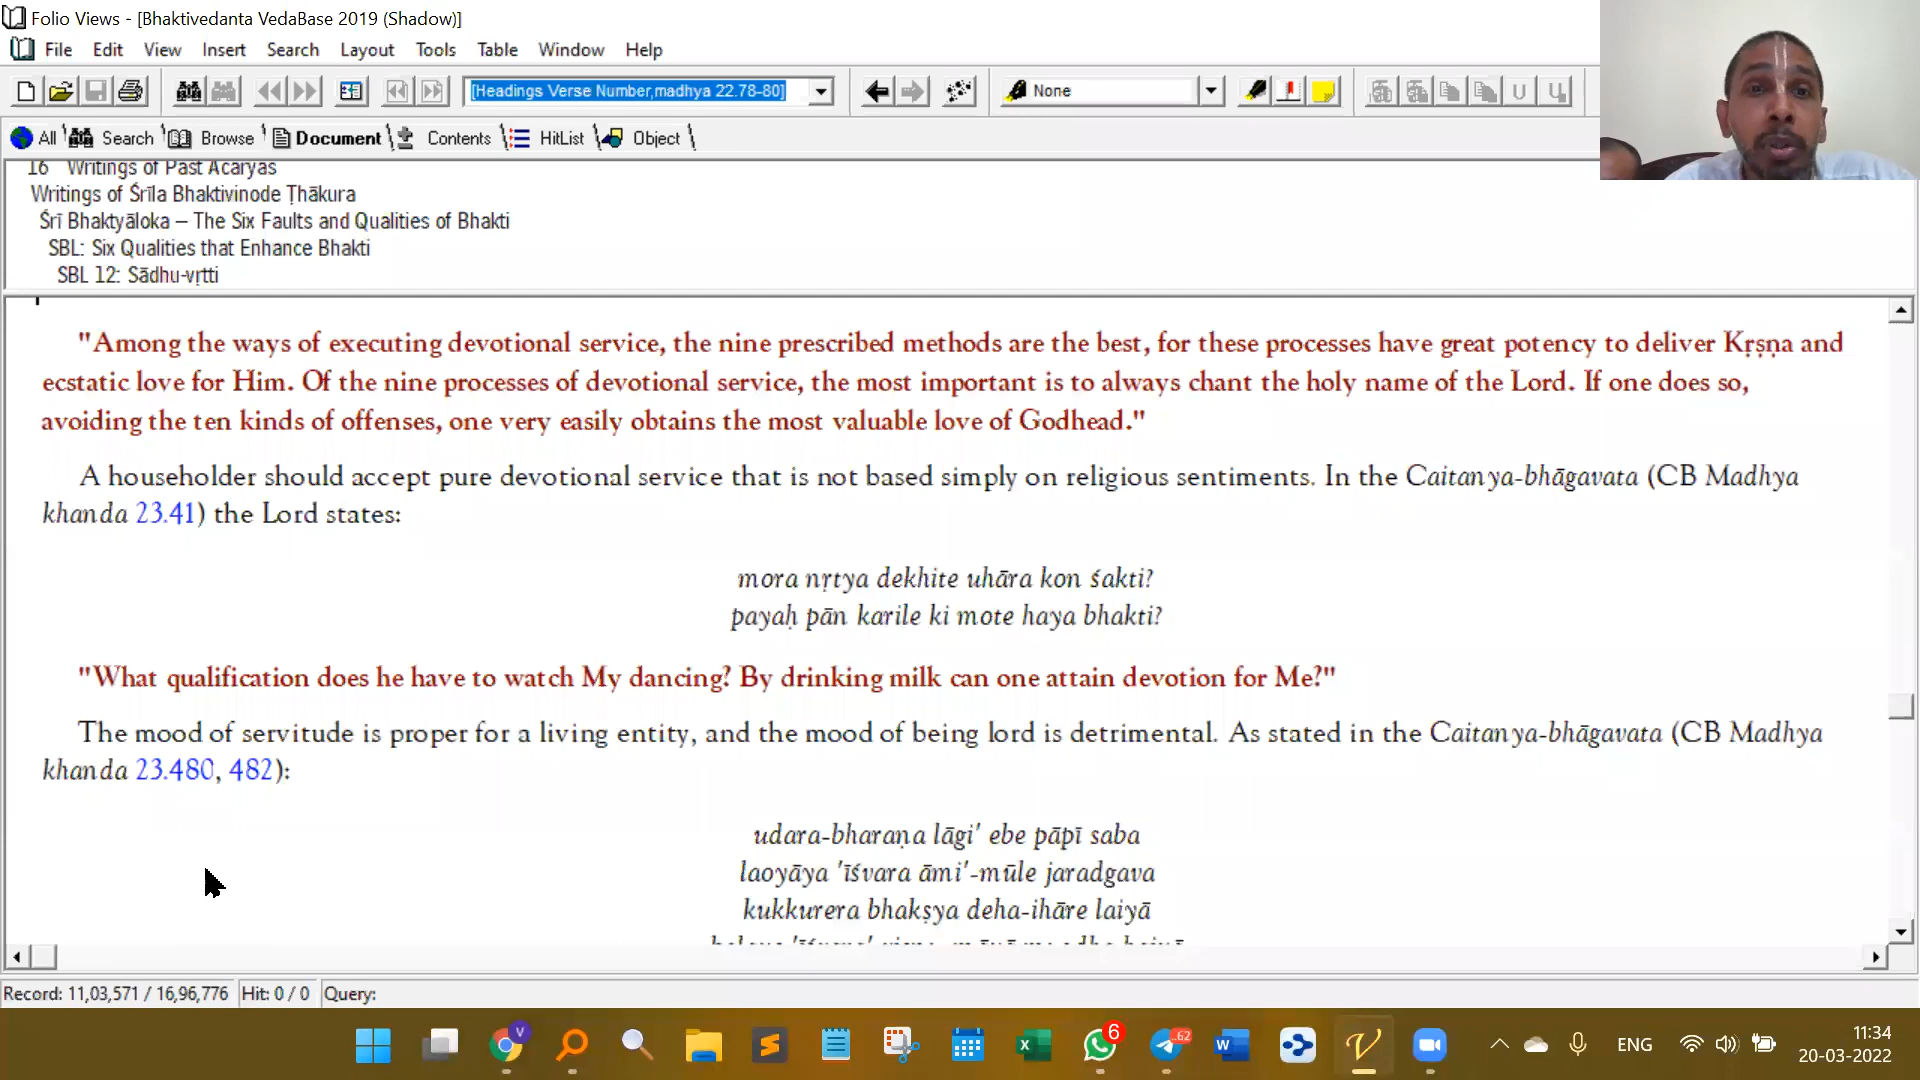 Folio Views - [Bhaktivedanta VedaBase 2019 (Shadow)]
File Edit View Insert Search Layout Tools Table Window Help
[Headings Verse Number,madhya 22.78-80]
None
All Search Browse Document Contents HitList Object
16 Writings of Past Acaryas
Writings of Śrīla Bhaktivinode Ṭhākura
Śrī Bhaktyāloka – The Six Faults and Qualities of Bhakti
SBL: Six Qualities that Enhance Bhakti
SBL 12: Sādhu-vṛtti
"Among the ways of executing devotional service, the nine prescribed methods are the best, for these processes have great potency to deliver Kṛṣṇa and
ecstatic love for Him. Of the nine processes of devotional service, the most important is to always chant the holy name of the Lord. If one does so,
avoiding the ten kinds of offenses, one very easily obtains the most valuable love of Godhead."
A householder should accept pure devotional service that is not based simply on religious sentiments. In the Caitanya-bhāgavata (CB Madhya
khanda 23.41) the Lord states:
mora nṛtya dekhite uhāra kon śakti?
payaḥ pān karile ki mote haya bhakti?
"What qualification does he have to watch My dancing? By drinking milk can one attain devotion for Me?"
The mood of servitude is proper for a living entity, and the mood of being lord is detrimental. As stated in the Caitanya-bhāgavata (CB Madhya
khanda 23.480, 482):
udara-bharaṇa lāgi' ebe pāpī saba
laoyāya 'īśvara āmi'-mūle jaradgava
kukkurera bhakṣya deha-ihāre laiyā
Record: 11,03,571 / 16,96,776 Hit: 0 / 0 Query:
V
6
62
ENG
11:34
20-03-2022